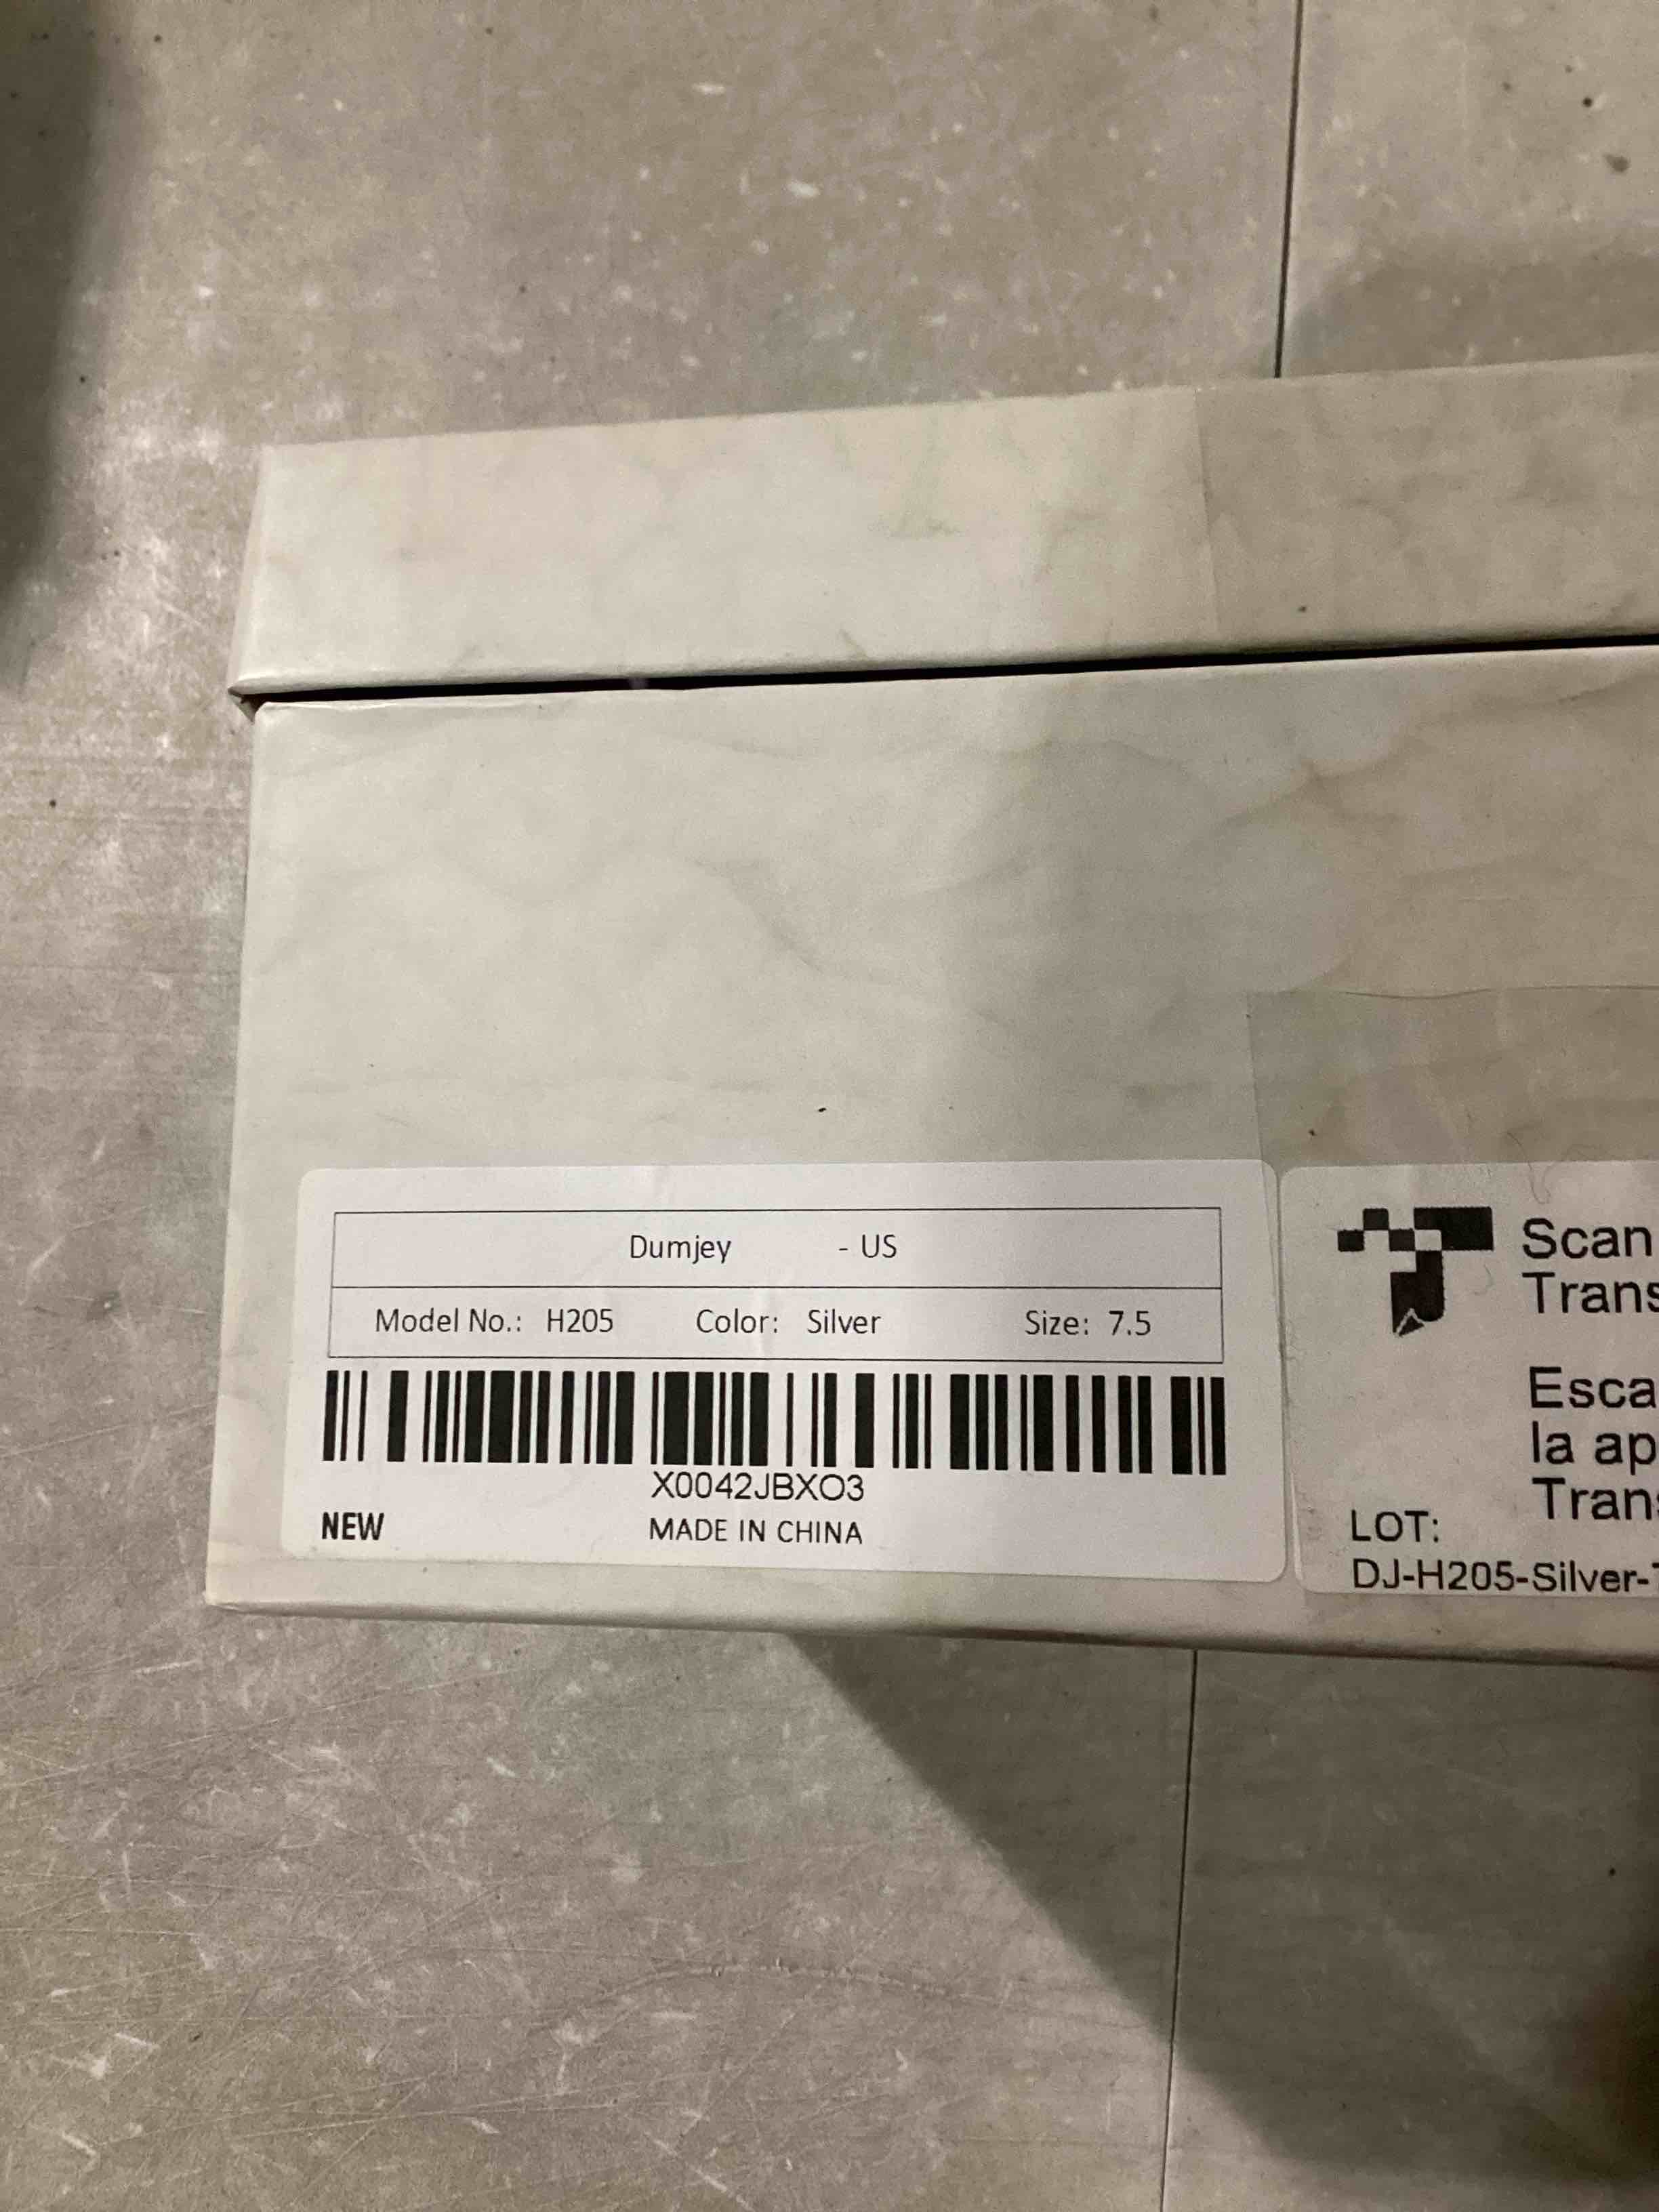 Dumjey - US
Model No.: H205 Color: Silver Size: 7.5
X0042JBXO3
NEW MADE IN CHINA
Scan
Trans
Esca
la ap
Trans
LOT:
DJ-H205-Silver-